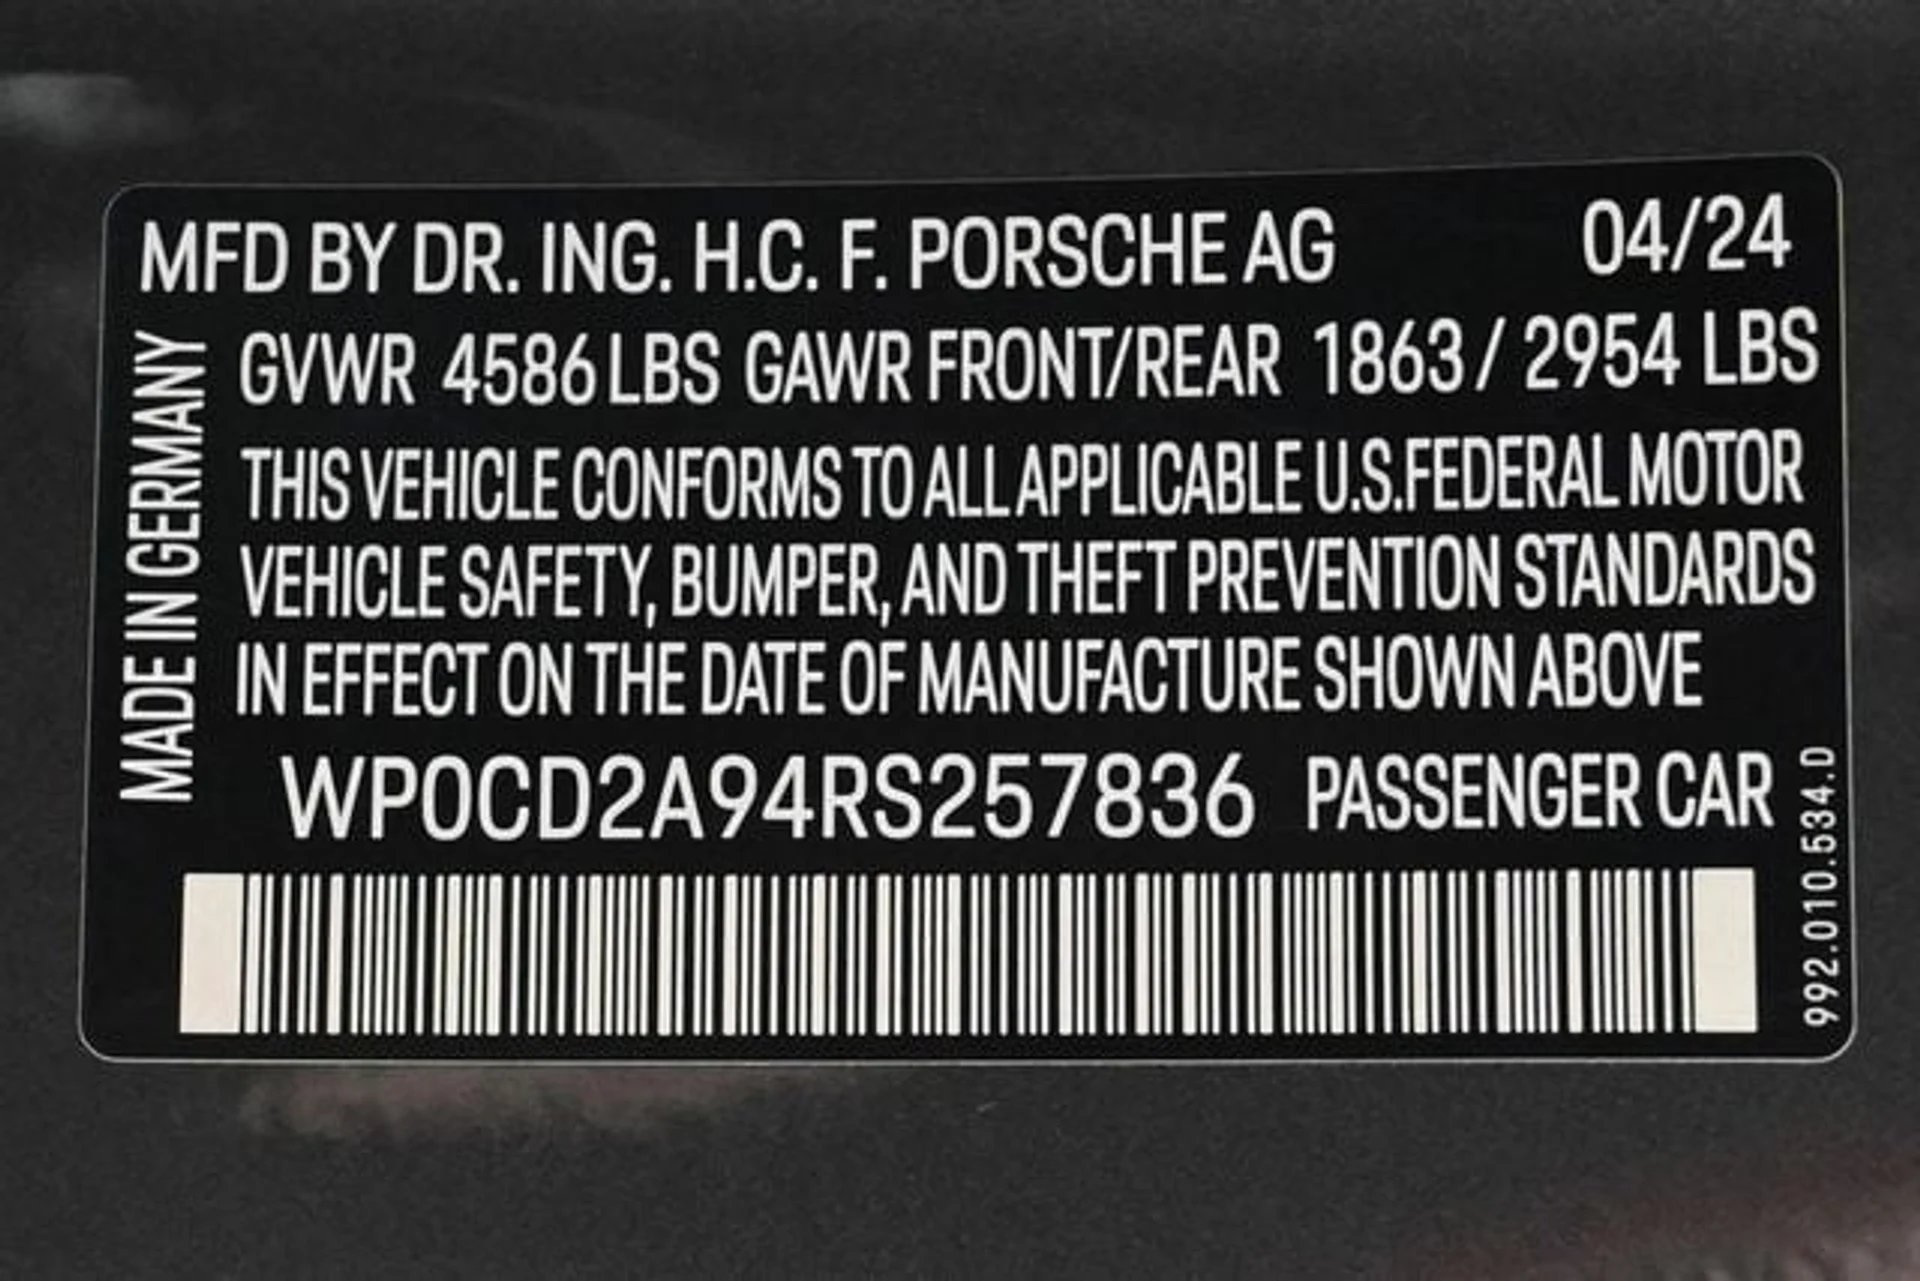 MFD BY DR. ING. H.C. F. PORSCHE AG 04/24
MADE IN GERMANY
GVWR 4586 LBS GAWR FRONT/REAR 1863 / 2954 LBS
THIS VEHICLE CONFORMS TO ALL APPLICABLE U.S.FEDERAL MOTOR
VEHICLE SAFETY, BUMPER, AND THEFT PREVENTION STANDARDS
IN EFFECT ON THE DATE OF MANUFACTURE SHOWN ABOVE
WP0CD2A94RS257836 PASSENGER CAR
992.010.534.D